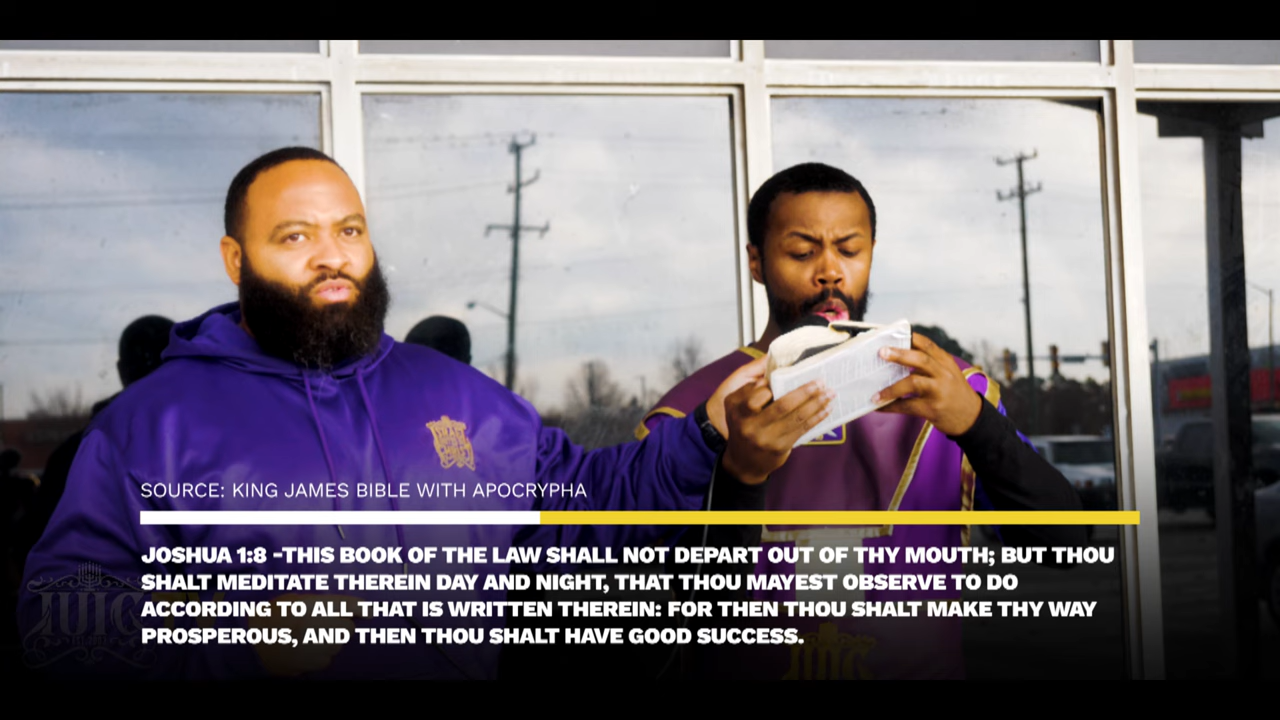 SOURCE: KING JAMES BIBLE WITH APOCRYPHA
JOSHUA 1:8 -THIS BOOK OF THE LAW SHALL NOT DEPART OUT OF THY MOUTH; BUT THOU
SHALT MEDITATE THEREIN DAY AND NIGHT, THAT THOU MAYEST OBSERVE TO DO
ACCORDING TO ALL THAT IS WRITTEN THEREIN: FOR THEN THOU SHALT MAKE THY WAY
PROSPEROUS, AND THEN THOU SHALT HAVE GOOD SUCCESS.
IUIC